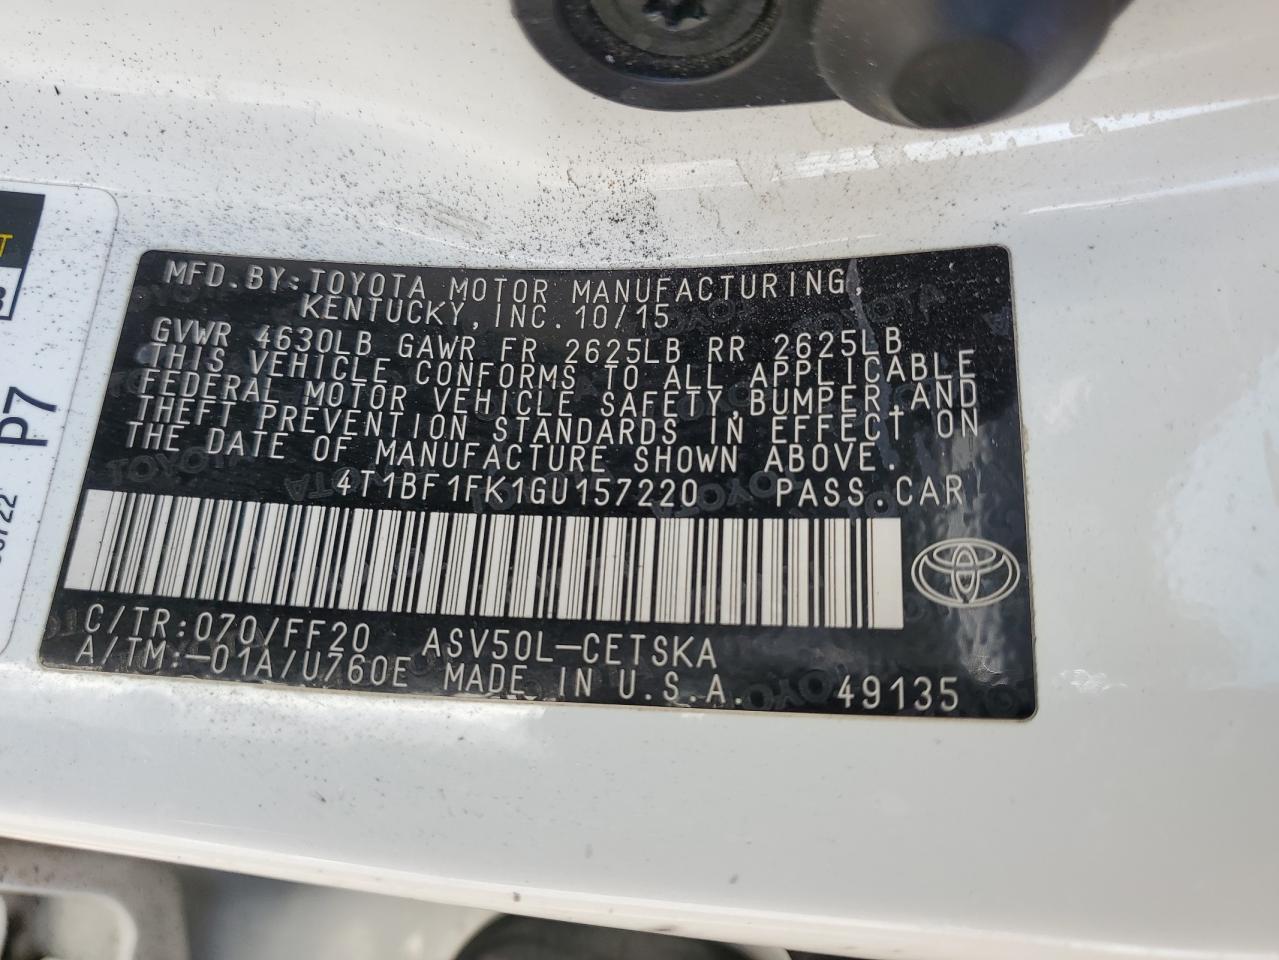 MFD.BY:TOYOTA MOTOR MANUFACTURING,
KENTUCKY, INC. 10/15
GVWR 4630LB GAWR FR 2625LB RR 2625LB
THIS VEHICLE CONFORMS TO ALL APPLICABLE
FEDERAL MOTOR VEHICLE SAFETY, BUMPER, AND
THEFT PREVENTION STANDARDS IN EFFECT ON
THE DATE OF MANUFACTURE SHOWN ABOVE.
4T1BF1FK1GU157220 PASS.CAR
C/TR:070/FF20 ASV50L-CETSKA
A/TM:-01A/U760E MADE IN U.S.A. 49135
P7